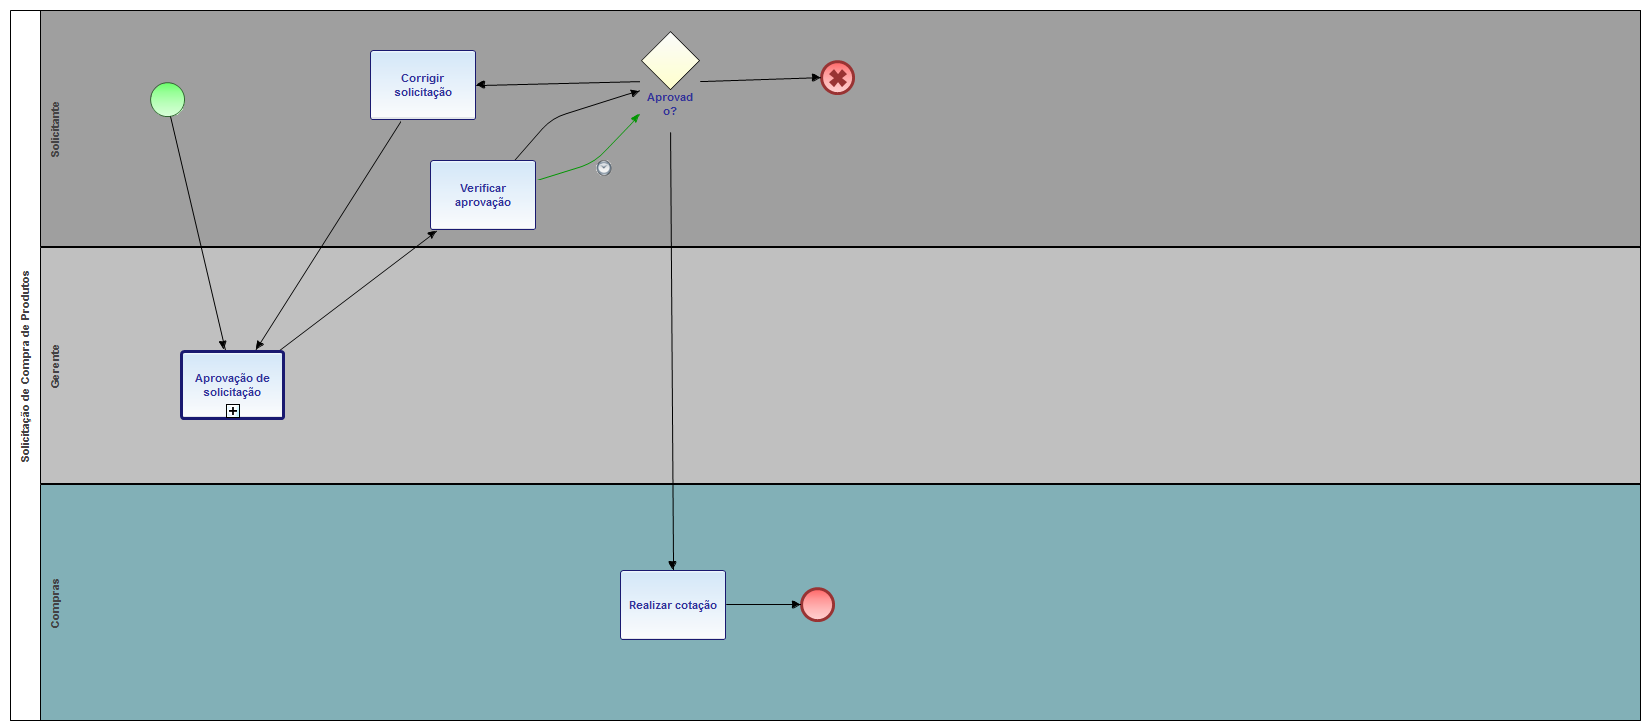 Solicitação de Compra de Produtos
Solicitante
Corrigir
solicitação
Aprovad
o?
Verificar
aprovação
Gerente
Aprovação de
solicitação
Compras
Realizar cotação